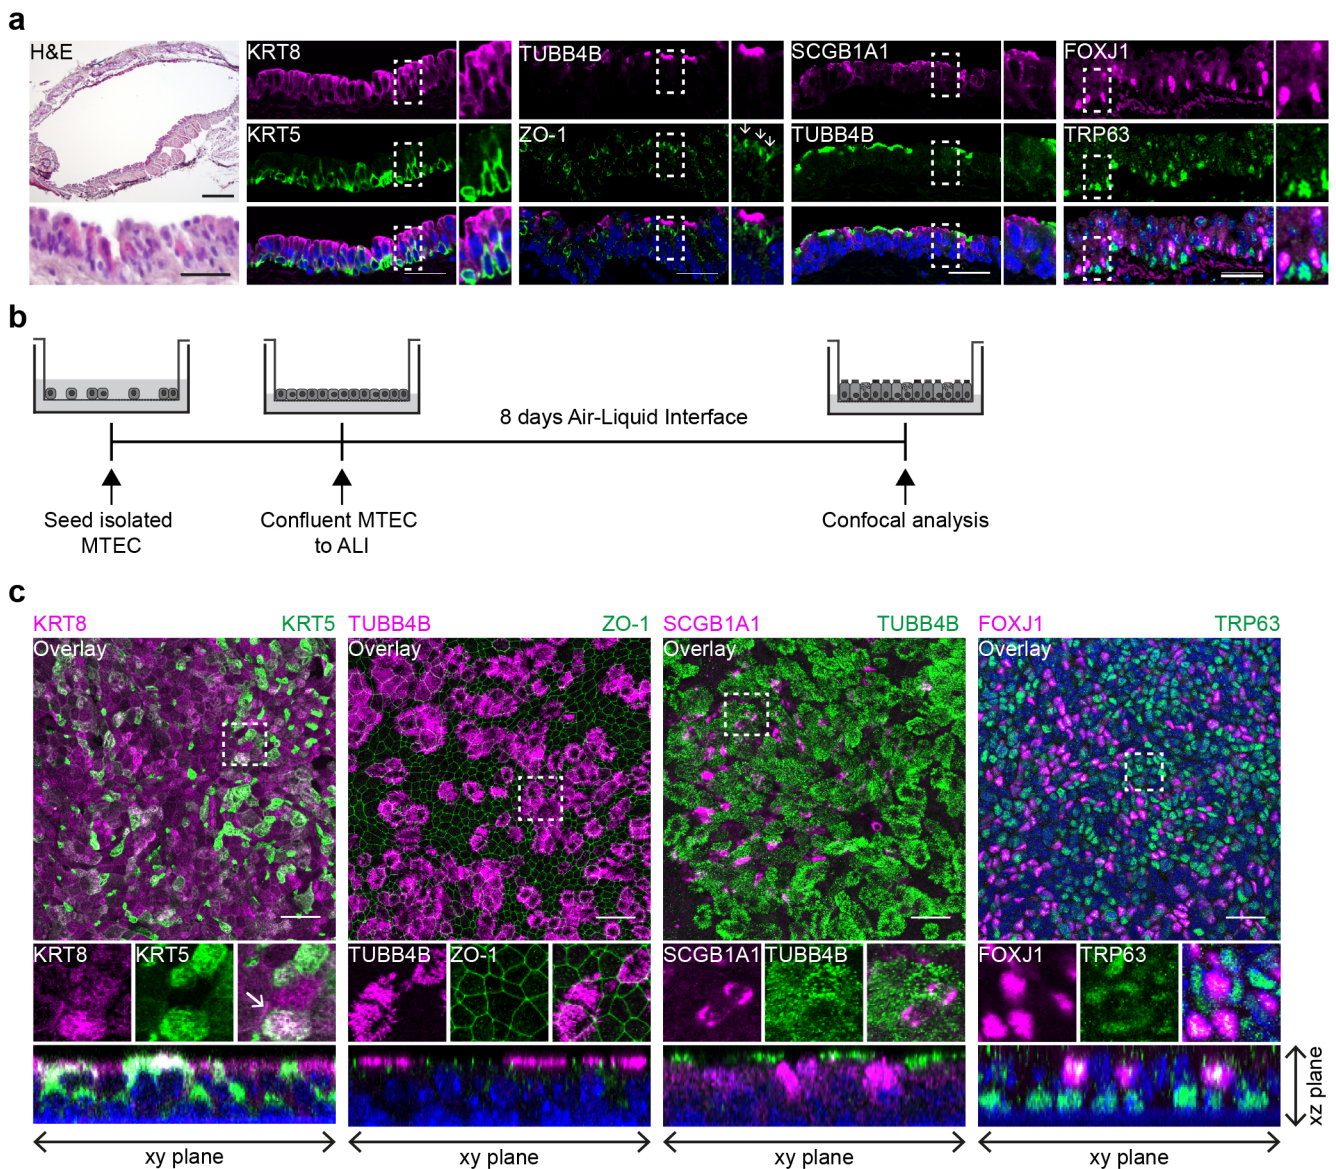 a
H&E
KRT8
TUBB4B
SCGB1A1
FOXJ1
KRT5
ZO-1
TUBB4B
TRP63
b
8 days Air-Liquid Interface
Seed isolated
MTEC
Confluent MTEC
to ALI
Confocal analysis
c
KRT8 KRT5 TUBB4B ZO-1 SCGB1A1 TUBB4B FOXJ1 TRP63
Overlay Overlay Overlay Overlay
KRT8 KRT5 TUBB4B ZO-1 SCGB1A1 TUBB4B FOXJ1 TRP63
xz plane
xy plane xy plane xy plane xy plane